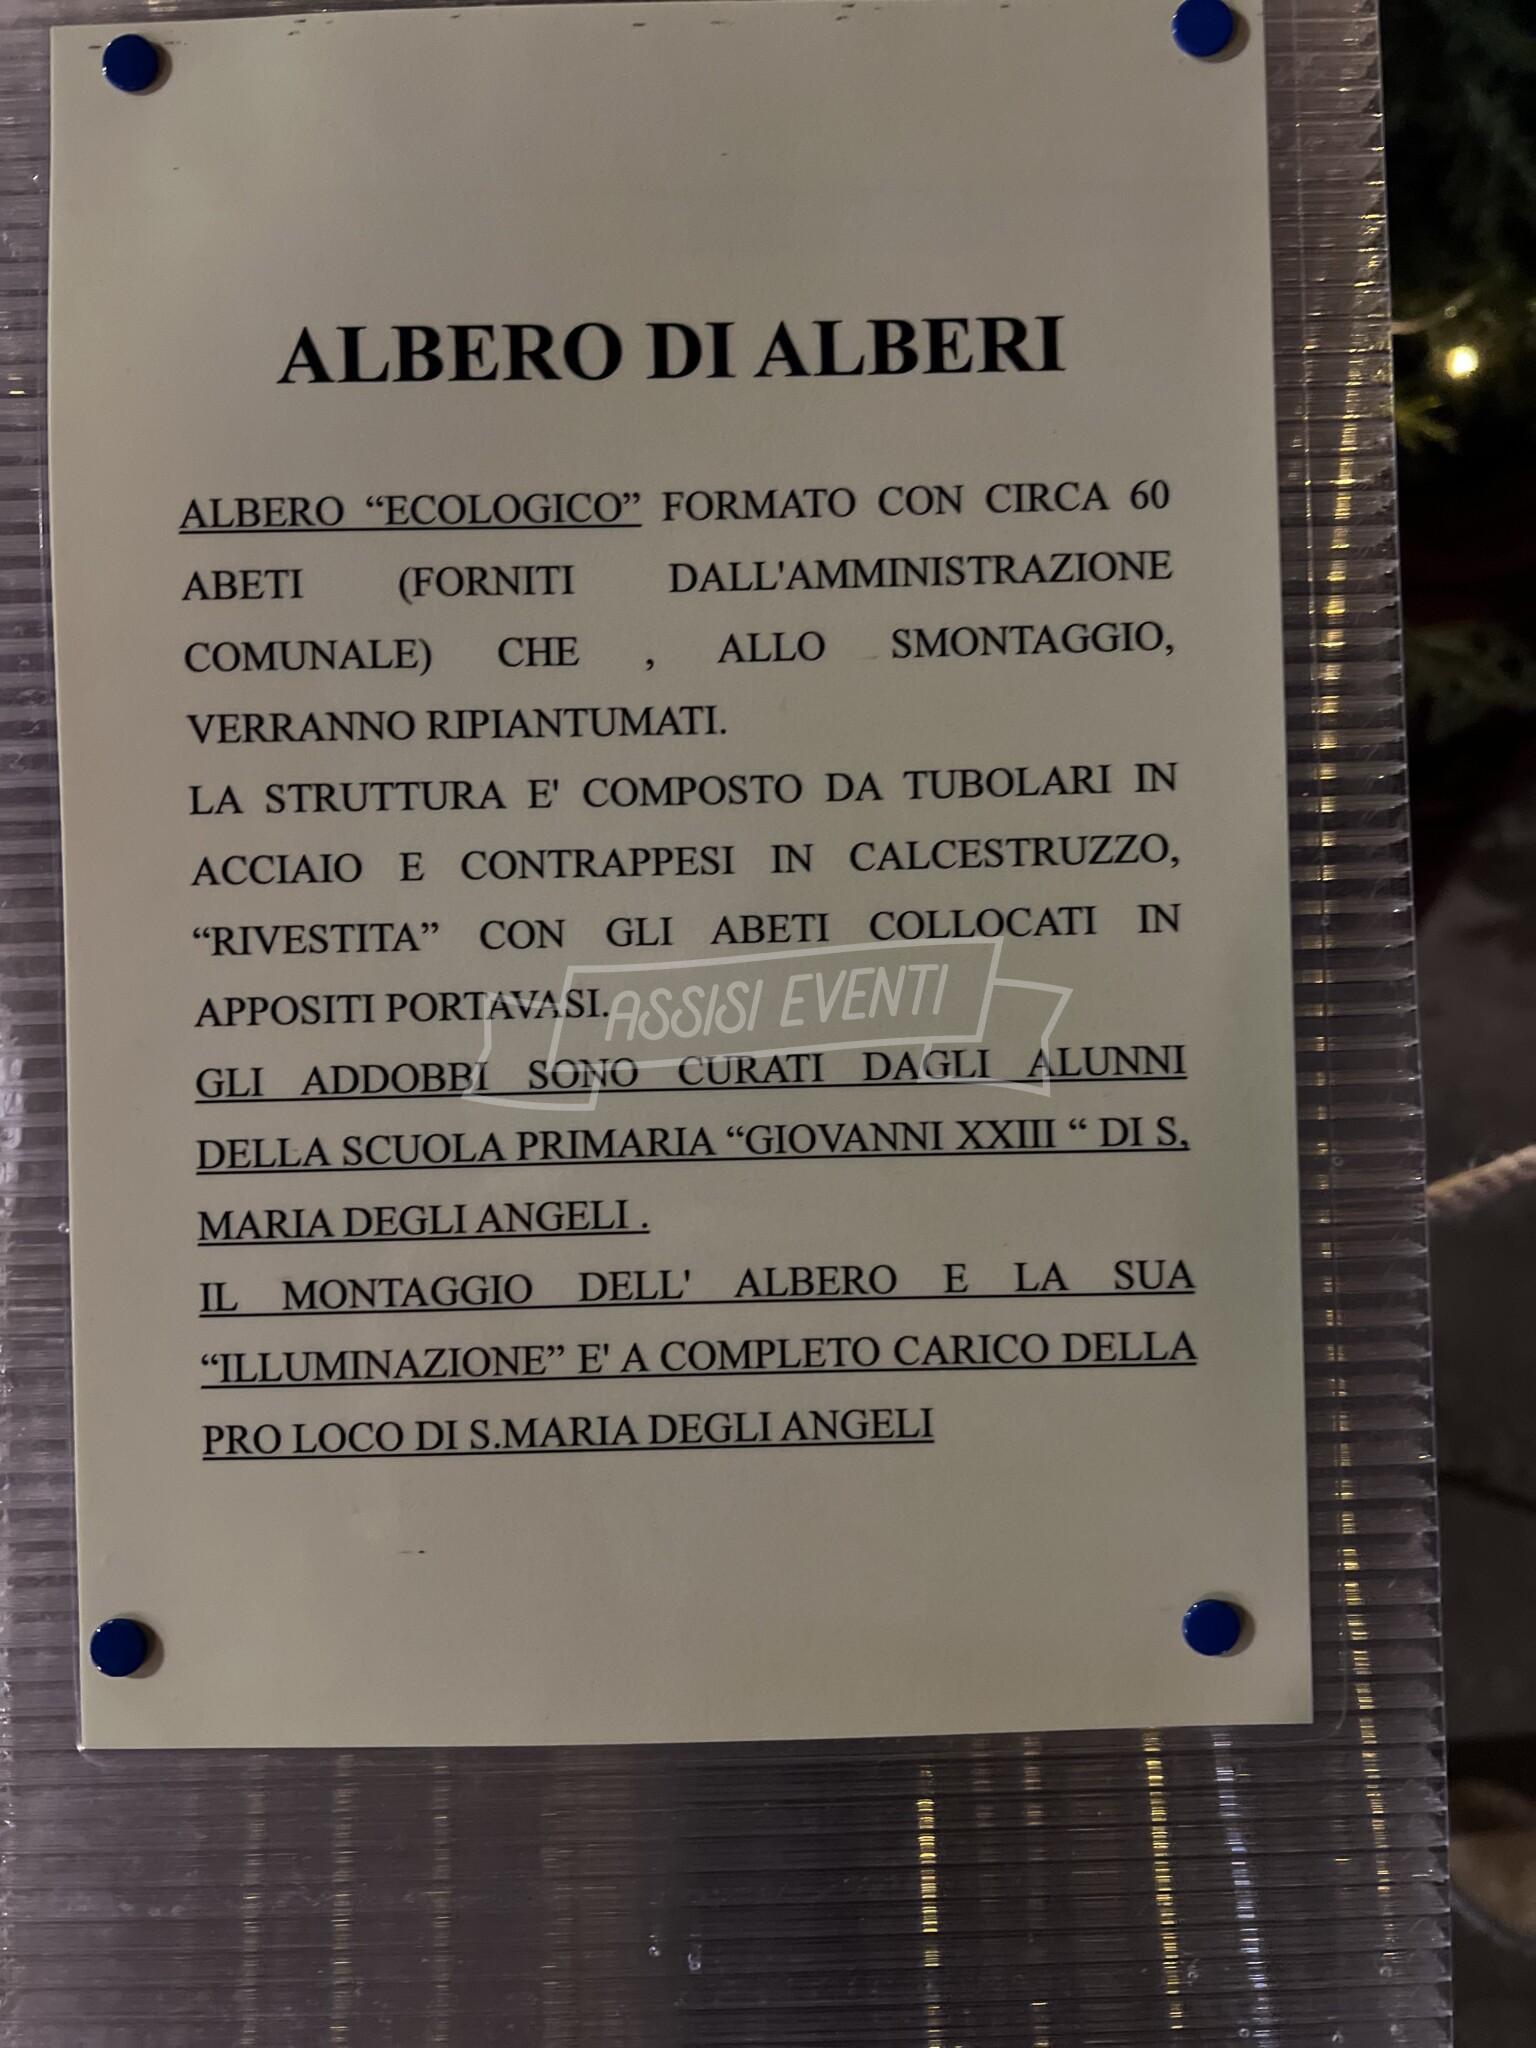 ALBERO DI ALBERI
ALBERO “ECOLOGICO” FORMATO CON CIRCA 60
ABETI (FORNITI DALL'AMMINISTRAZIONE
COMUNALE) CHE , ALLO SMONTAGGIO,
VERRANNO RIPIANTUMATI.
LA STRUTTURA E' COMPOSTO DA TUBOLARI IN
ACCIAIO E CONTRAPPESI IN CALCESTRUZZO,
“RIVESTITA” CON GLI ABETI COLLOCATI IN
APPOSITI PORTAVASI.
ASSISI EVENTI
GLI ADDOBBI SONO CURATI DAGLI ALUNNI
DELLA SCUOLA PRIMARIA “GIOVANNI XXIII “ DI S,
MARIA DEGLI ANGELI .
IL MONTAGGIO DELL' ALBERO E LA SUA
“ILLUMINAZIONE” E' A COMPLETO CARICO DELLA
PRO LOCO DI S.MARIA DEGLI ANGELI